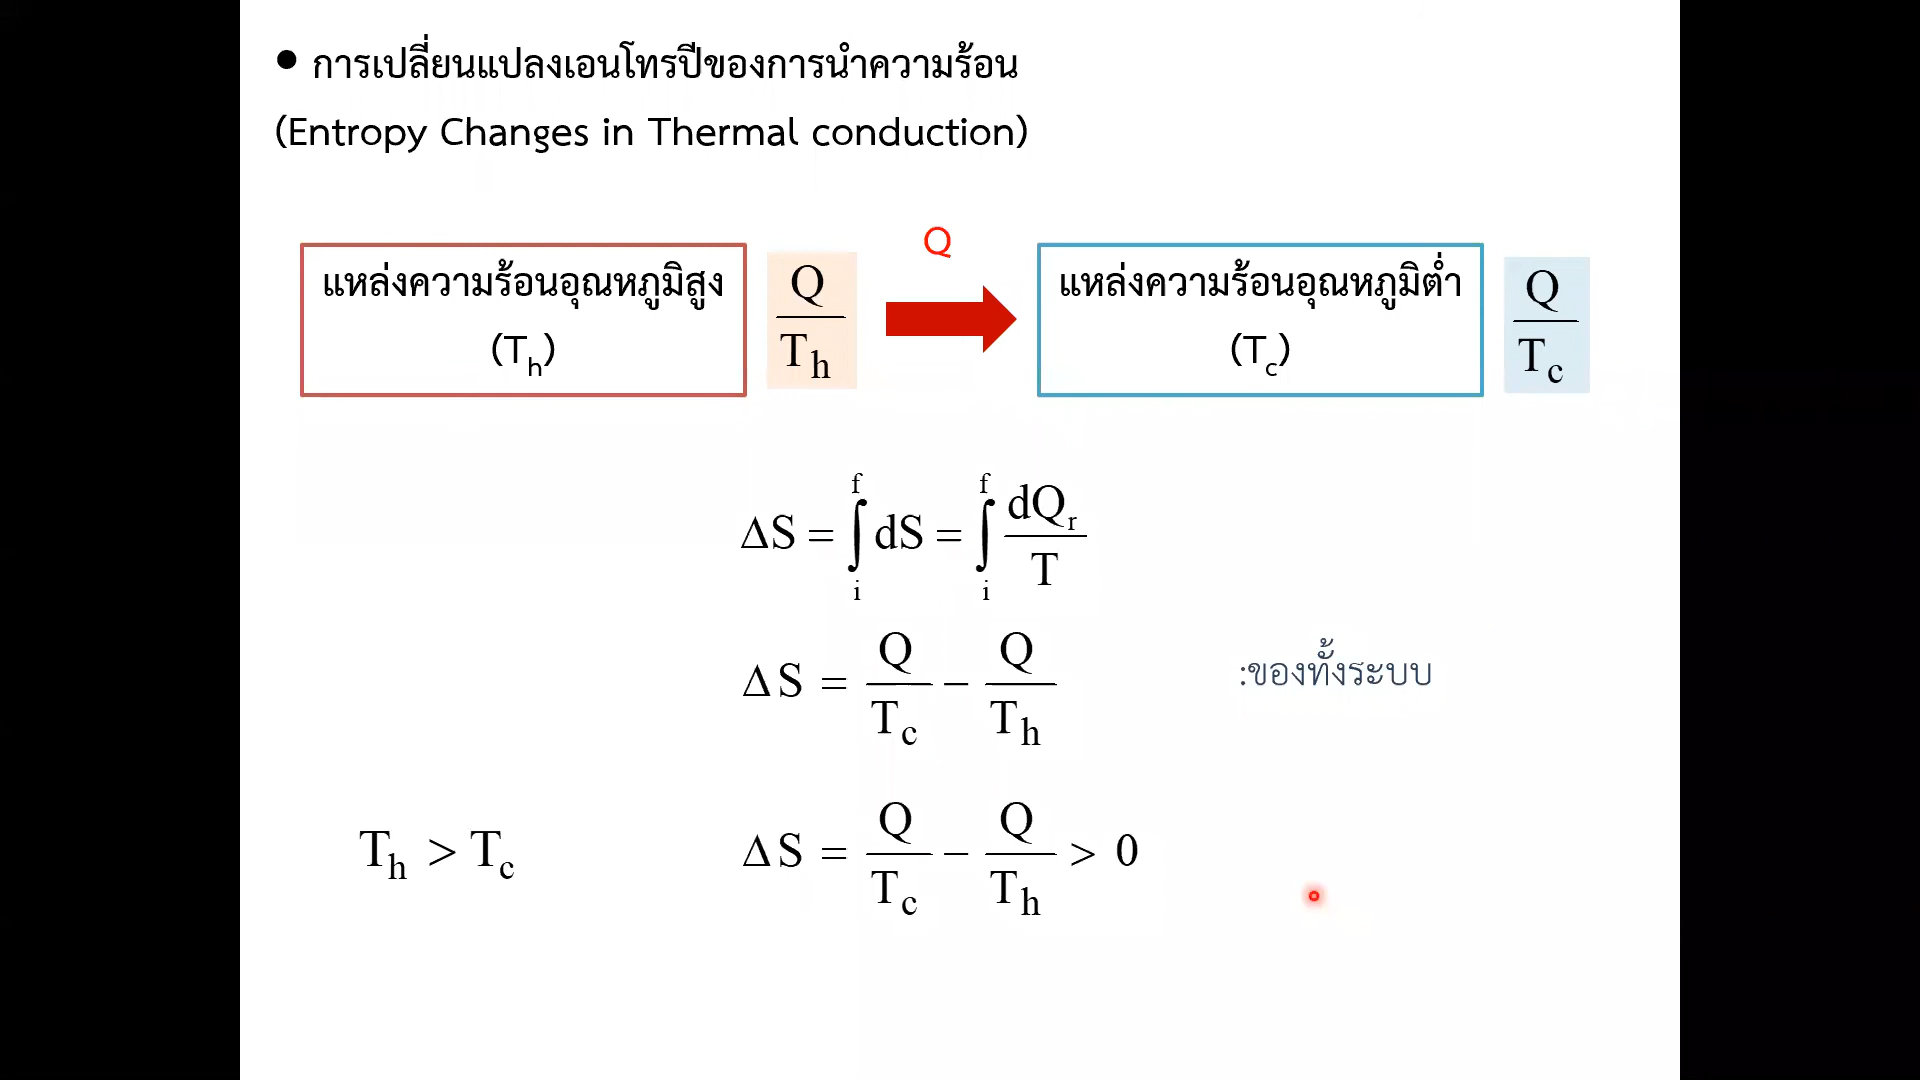 ● การเปลี่ยนแปลงเอนโทรปีของการนำความร้อน
(Entropy Changes in Thermal conduction)
Q
แหล่งความร้อนอุณหภูมิสูง
(Tₕ)
Q/Tₕ
แหล่งความร้อนอุณหภูมิต่ำ
(T꜀)
Q/T꜀
ΔS = ∫ᵢᶠ dS = ∫ᵢᶠ dQᵣ/T
ΔS = Q/T꜀ − Q/Tₕ :ของทั้งระบบ
Tₕ > T꜀
ΔS = Q/T꜀ − Q/Tₕ > 0